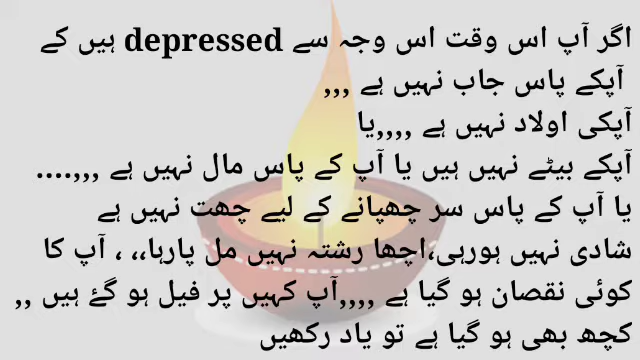 اگر آپ اس وقت اس وجہ سے depressed ہیں کے
آپکے پاس جاب نہیں ہے ,,,
آپکی اولاد نہیں ہے ,,,,یا
آپکے بیٹے نہیں ہیں یا آپ کے پاس مال نہیں ہے ,,,....
یا آپ کے پاس سر چھپانے کے لیے چھت نہیں ہے
شادی نہیں ہورہی،اچھا رشتہ نہیں مل پارہا،، ، آپ کا
کوئی نقصان ہو گیا ہے ,,,,آپ کہیں پر فیل ہو گۓ ہیں ,,
کچھ بھی ہو گیا ہے تو یاد رکھیں